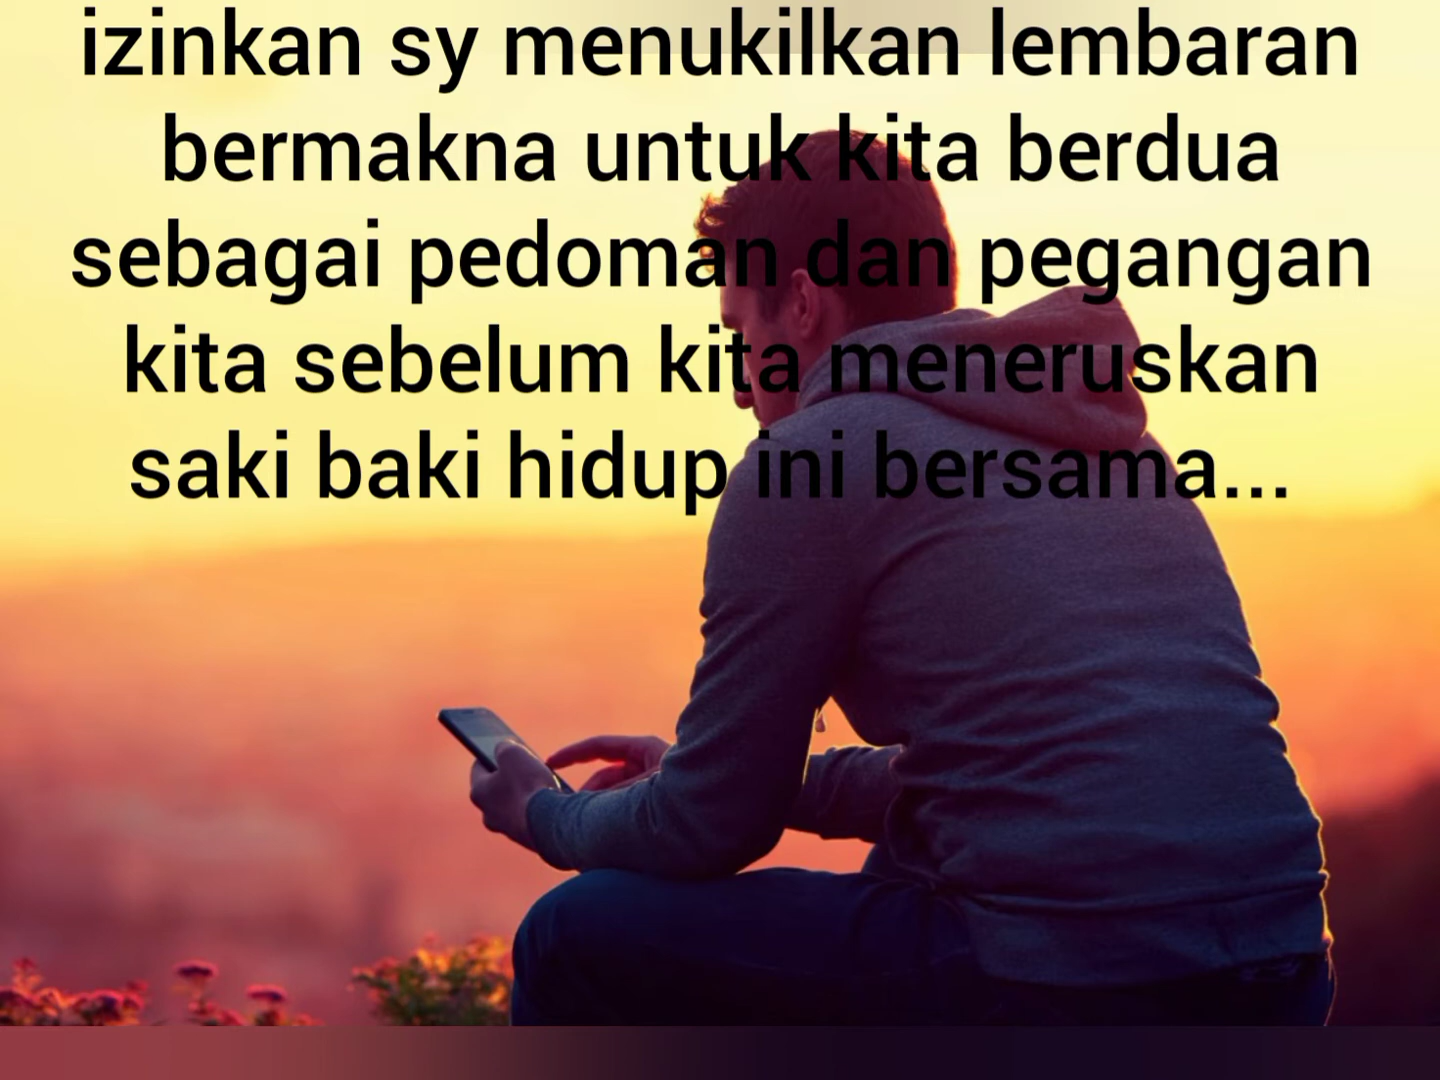 izinkan sy menukilkan lembaran
bermakna untuk kita berdua
sebagai pedoman dan pegangan
kita sebelum kita meneruskan
saki baki hidup ini bersama...